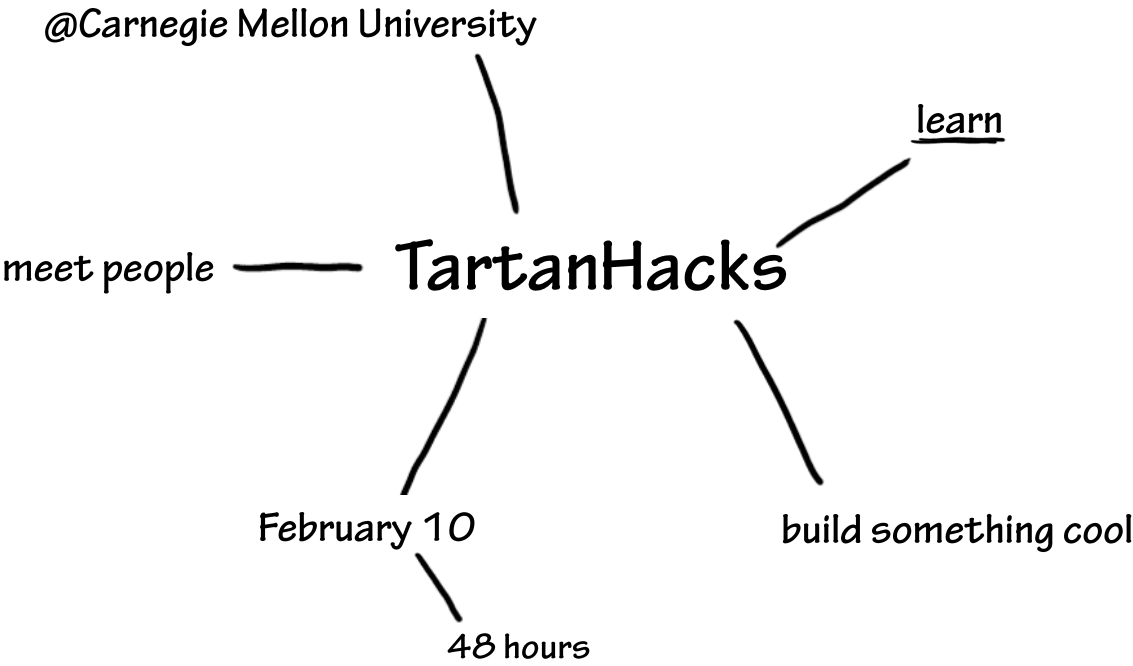 @Carnegie Mellon University
learn
meet people
TartanHacks
February 10
build something cool
48 hours